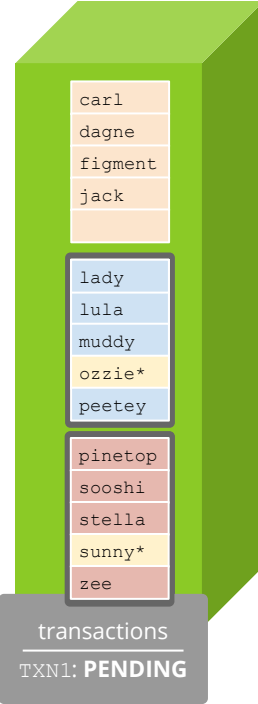 carl
dagne
figment
jack
lady
lula
muddy
ozzie*
peetey
pinetop
sooshi
stella
sunny*
zee
transactions
TXN1: PENDING